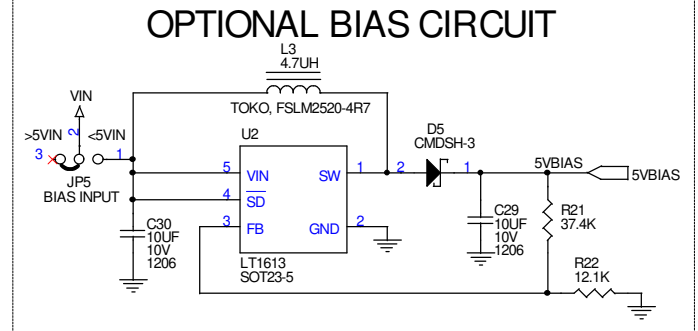 OPTIONAL BIAS CIRCUIT
L3
4.7UH
TOKO, FSLM2520-4R7
VIN
>5VIN
2
<5VIN
3
1
JP5
BIAS INPUT
U2
5
VIN
SW
1
4
SD
3
FB
GND
2
LT1613
SOT23-5
C30
10UF
10V
1206
D5
CMDSH-3
2
1
5VBIAS
5VBIAS
C29
10UF
10V
1206
R21
37.4K
R22
12.1K